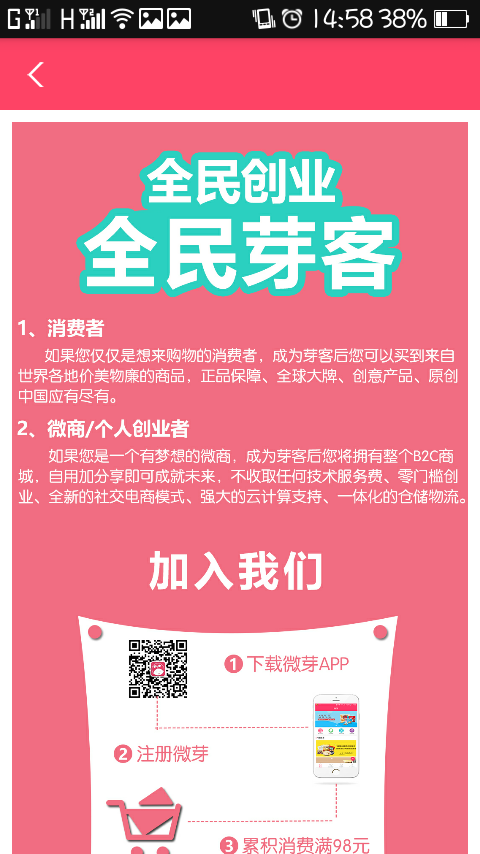 G 1 H 2 14:58 38%
全民创业
全民芽客
1、消费者
如果您仅仅是想来购物的消费者，成为芽客后您可以买到来自
世界各地价美物廉的商品，正品保障、全球大牌、创意产品、原创
中国应有尽有。
2、微商/个人创业者
如果您是一个有梦想的微商，成为芽客后您将拥有整个B2C商
城，自用加分享即可成就未来，不收取任何技术服务费、零门槛创
业、全新的社交电商模式、强大的云计算支持、一体化的仓储物流。
加入我们
1 下载微芽APP
2 注册微芽
3 累积消费满98元